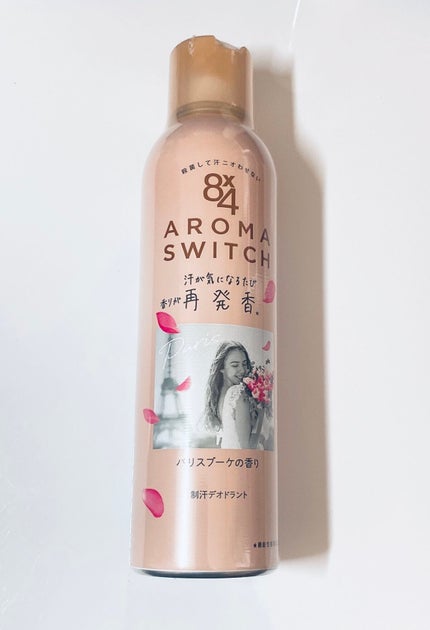 殺菌して汗ニオわせない
8x4
AROMA
SWITCH
汗が気になるたび
香りが再発香。
Paris
パリスブーケの香り
制汗デオドラント